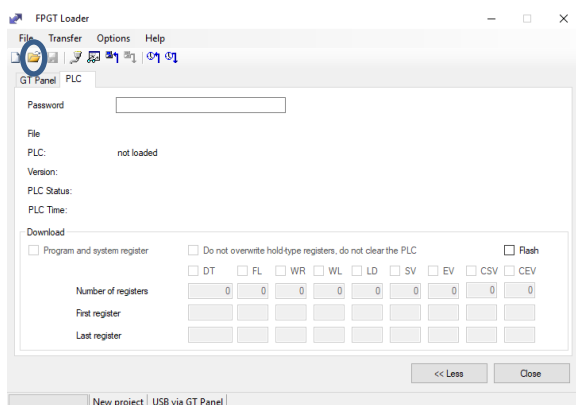 FPGT Loader
File Transfer Options Help
GT Panel PLC
Password
File
PLC: not loaded
Version:
PLC Status:
PLC Time:
Download
Program and system register Do not overwrite hold-type registers, do not clear the PLC Flash
DT FL WR WL LD SV EV CSV CEV
Number of registers 0 0 0 0 0 0 0 0 0
First register
Last register
<< Less Close
New project USB via GT Panel